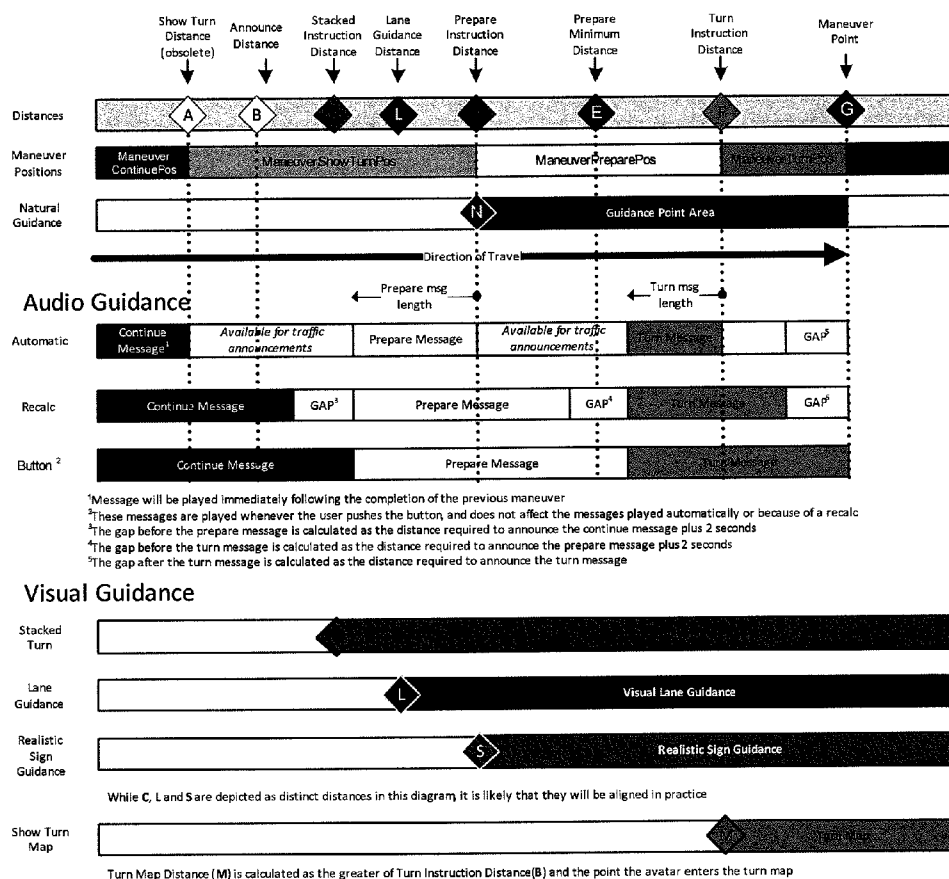 Show Turn
Distance
(obsolete)
Announce
Distance
Stacked
Instruction
Distance
Lane
Guidance
Distance
Prepare
Instruction
Distance
Prepare
Minimum
Distance
Turn
Instruction
Distance
Maneuver
Point
Distances
A
B
L
E
G
Maneuver
Positions
Maneuver
ContinuePos
ManeuverShowTurnPos
ManeuverPreparePos
ManeuverTurnPos
Natural
Guidance
N
Guidance Point Area
Direction of Travel
Audio Guidance
Prepare msg
length
Turn msg
length
Automatic
Continue
Message¹
Available for traffic
announcements
Prepare Message
Available for traffic
announcements
Turn Message
GAP⁵
Recalc
Continue Message
GAP³
Prepare Message
GAP⁴
Turn Message
GAP⁵
Button ²
Continue Message
Prepare Message
Turn Message
¹Message will be played immediately following the completion of the previous maneuver
²These messages are played whenever the user pushes the button, and does not affect the messages played automatically or because of a recalc
³The gap before the prepare message is calculated as the distance required to announce the continue message plus 2 seconds
⁴The gap before the turn message is calculated as the distance required to announce the prepare message plus 2 seconds
⁵The gap after the turn message is calculated as the distance required to announce the turn message
Visual Guidance
Stacked
Turn
Lane
Guidance
L
Visual Lane Guidance
Realistic
Sign
Guidance
S
Realistic Sign Guidance
While C, L and S are depicted as distinct distances in this diagram, it is likely that they will be aligned in practice
Show Turn
Map
M
Turn Map
Turn Map Distance (M) is calculated as the greater of Turn Instruction Distance(B) and the point the avatar enters the turn map